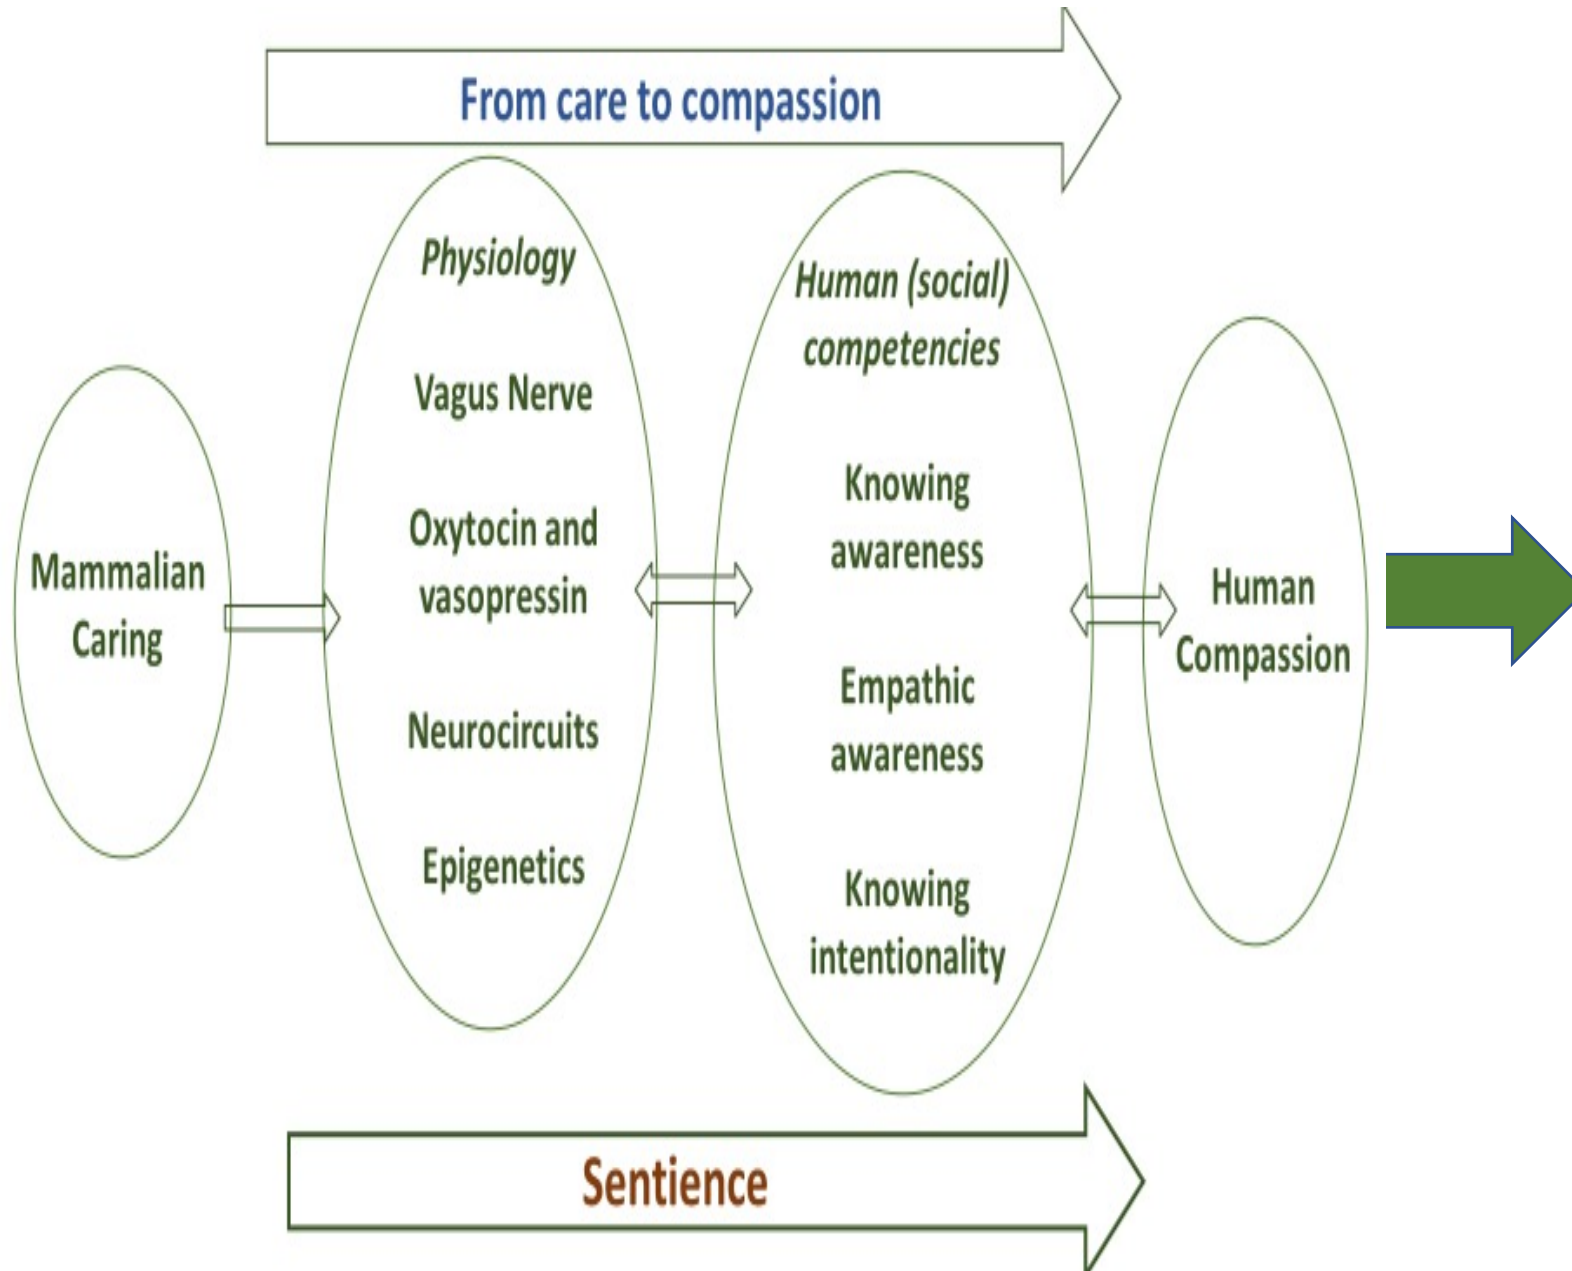 From care to compassion
Mammalian
Caring
Physiology
Vagus Nerve
Oxytocin and
vasopressin
Neurocircuits
Epigenetics
Human (social)
competencies
Knowing
awareness
Empathic
awareness
Knowing
intentionality
Human
Compassion
Sentience